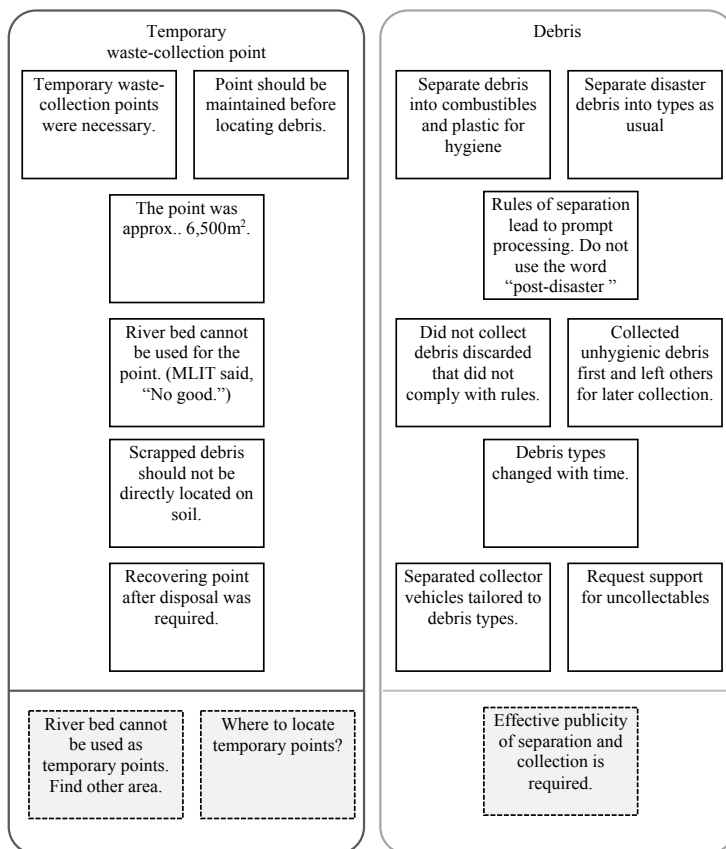 Temporary
waste-collection point
Temporary waste-
collection points
were necessary.
Point should be
maintained before
locating debris.
The point was
approx.. 6,500m².
River bed cannot
be used for the
point. (MLIT said,
“No good.”)
Scrapped debris
should not be
directly located on
soil.
Recovering point
after disposal was
required.
River bed cannot
be used as
temporary points.
Find other area.
Where to locate
temporary points?
Debris
Separate debris
into combustibles
and plastic for
hygiene
Separate disaster
debris into types as
usual
Rules of separation
lead to prompt
processing. Do not
use the word
“post-disaster ”
Did not collect
debris discarded
that did not
comply with rules.
Collected
unhygienic debris
first and left others
for later collection.
Debris types
changed with time.
Separated collector
vehicles tailored to
debris types.
Request support
for uncollectables
Effective publicity
of separation and
collection is
required.